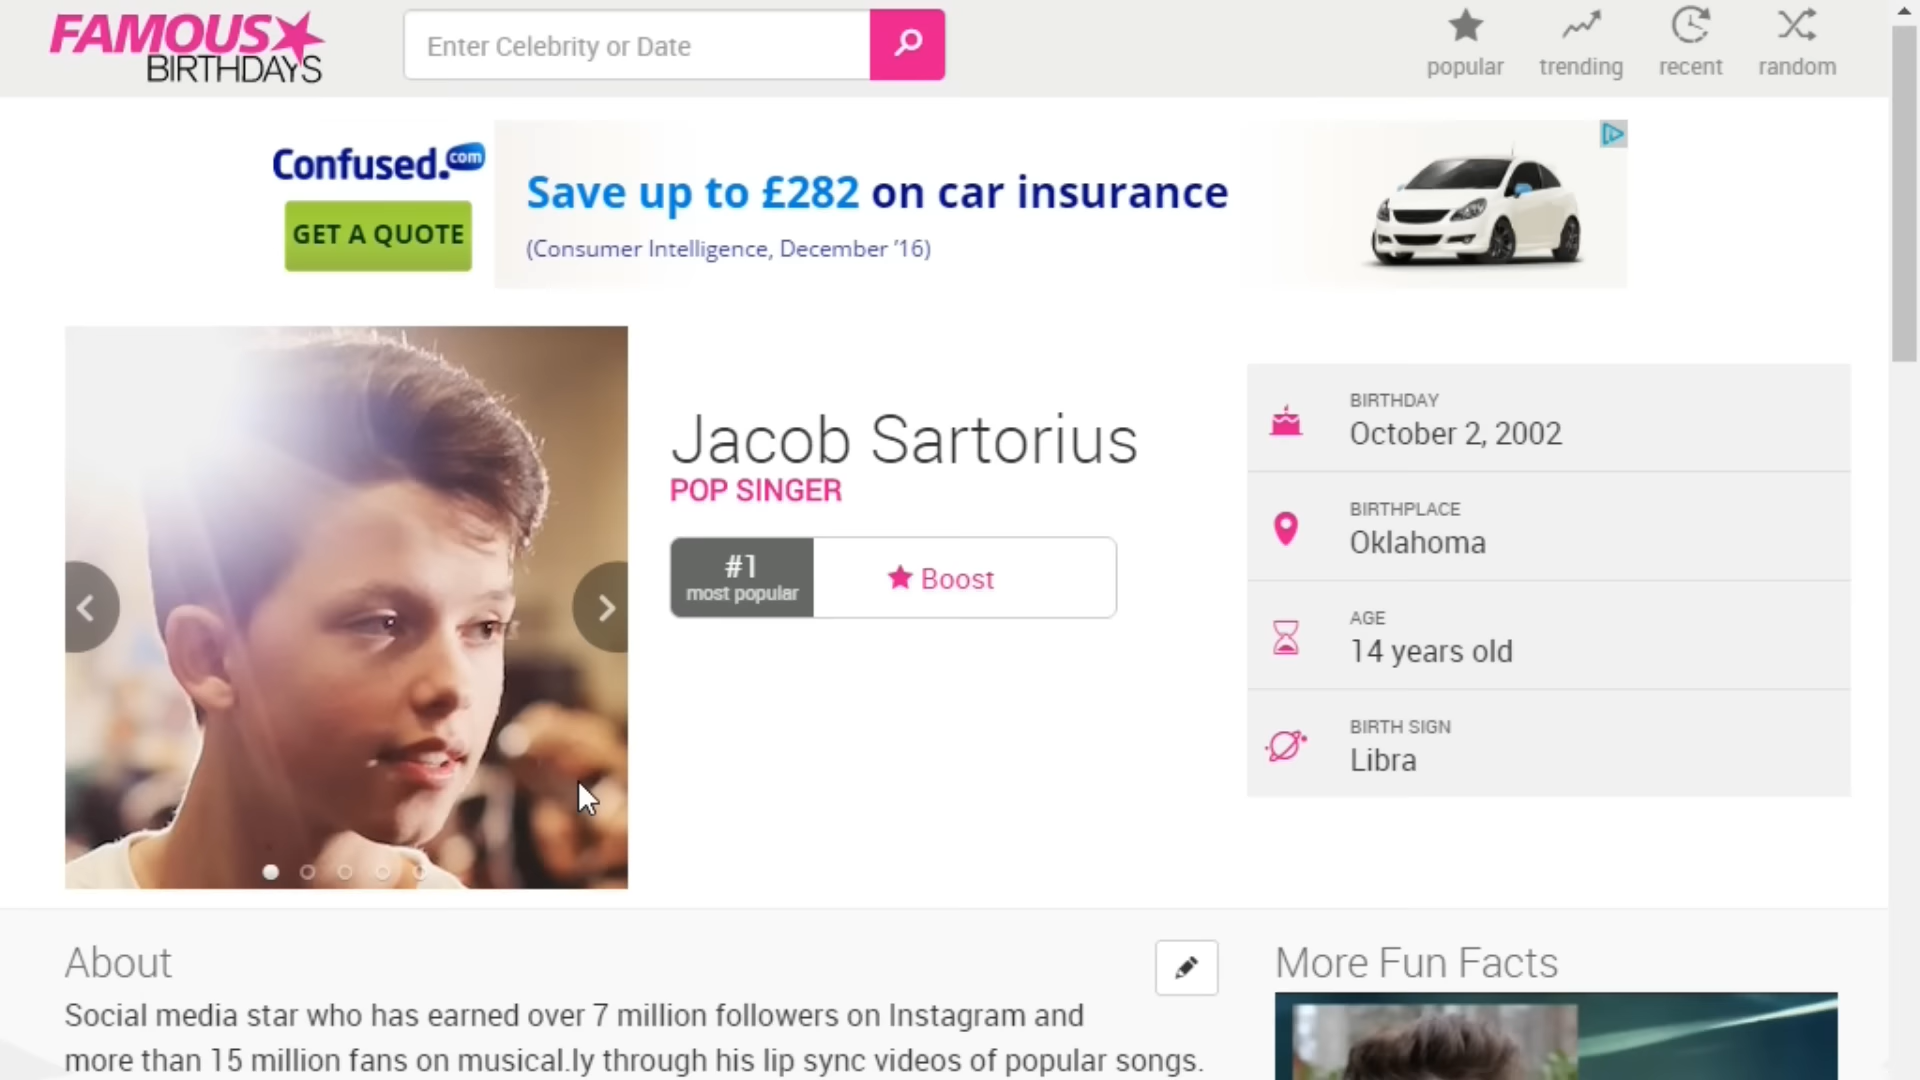 FAMOUS
BIRTHDAYS
Enter Celebrity or Date
popular
trending
recent
random
Confused.com
GET A QUOTE
Save up to £282 on car insurance
(Consumer Intelligence, December '16)
Jacob Sartorius
POP SINGER
#1
most popular
Boost
BIRTHDAY
October 2, 2002
BIRTHPLACE
Oklahoma
AGE
14 years old
BIRTH SIGN
Libra
About
Social media star who has earned over 7 million followers on Instagram and
more than 15 million fans on musical.ly through his lip sync videos of popular songs.
More Fun Facts